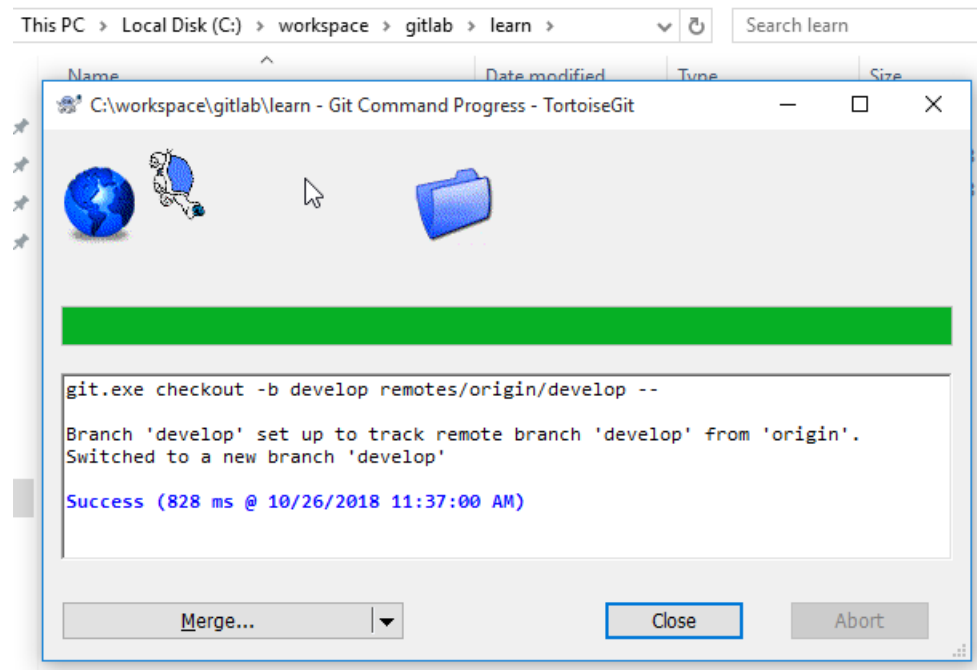 This PC > Local Disk (C:) > workspace > gitlab > learn >
Search learn
Name Date modified Type Size
C:\workspace\gitlab\learn - Git Command Progress - TortoiseGit
git.exe checkout -b develop remotes/origin/develop --
Branch 'develop' set up to track remote branch 'develop' from 'origin'.
Switched to a new branch 'develop'
Success (828 ms @ 10/26/2018 11:37:00 AM)
Merge... Close Abort